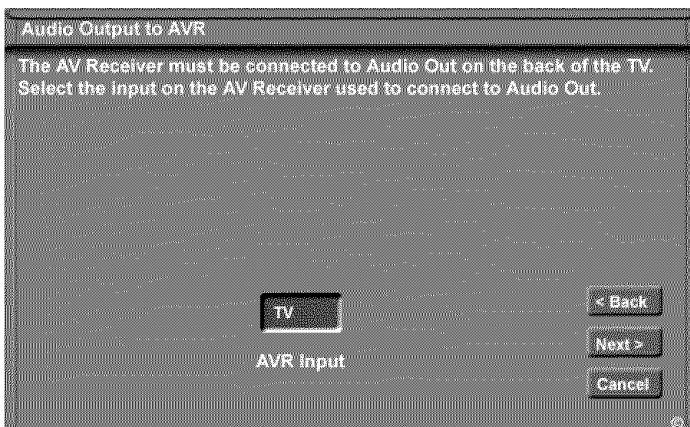 Audio Output to AVR
The AV Receiver must be connected to Audio Out on the back of the TV.
Select the input on the AV Receiver used to connect to Audio Out.
TV
AVR Input
< Back
Next >
Cancel
©